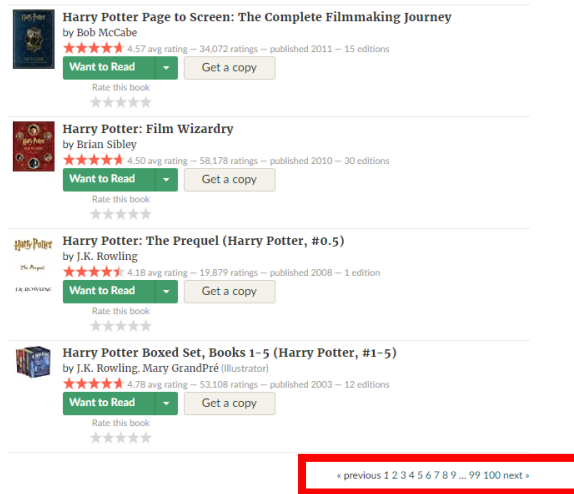 Harry Potter Page to Screen: The Complete Filmmaking Journey
by Bob McCabe
4.57 avg rating — 34,072 ratings — published 2011 — 15 editions
Want to Read
Get a copy
Rate this book
Harry Potter
Harry Potter: Film Wizardry
by Brian Sibley
4.50 avg rating — 58,178 ratings — published 2010 — 30 editions
Want to Read
Get a copy
Rate this book
Harry Potter
The Prequel
J.K. ROWLING
Harry Potter: The Prequel (Harry Potter, #0.5)
by J.K. Rowling
4.18 avg rating — 19,879 ratings — published 2008 — 1 edition
Want to Read
Get a copy
Rate this book
Harry Potter Boxed Set, Books 1-5 (Harry Potter, #1-5)
by J.K. Rowling, Mary GrandPré (Illustrator)
4.78 avg rating — 53,108 ratings — published 2003 — 12 editions
Want to Read
Get a copy
Rate this book
« previous 1 2 3 4 5 6 7 8 9 … 99 100 next »